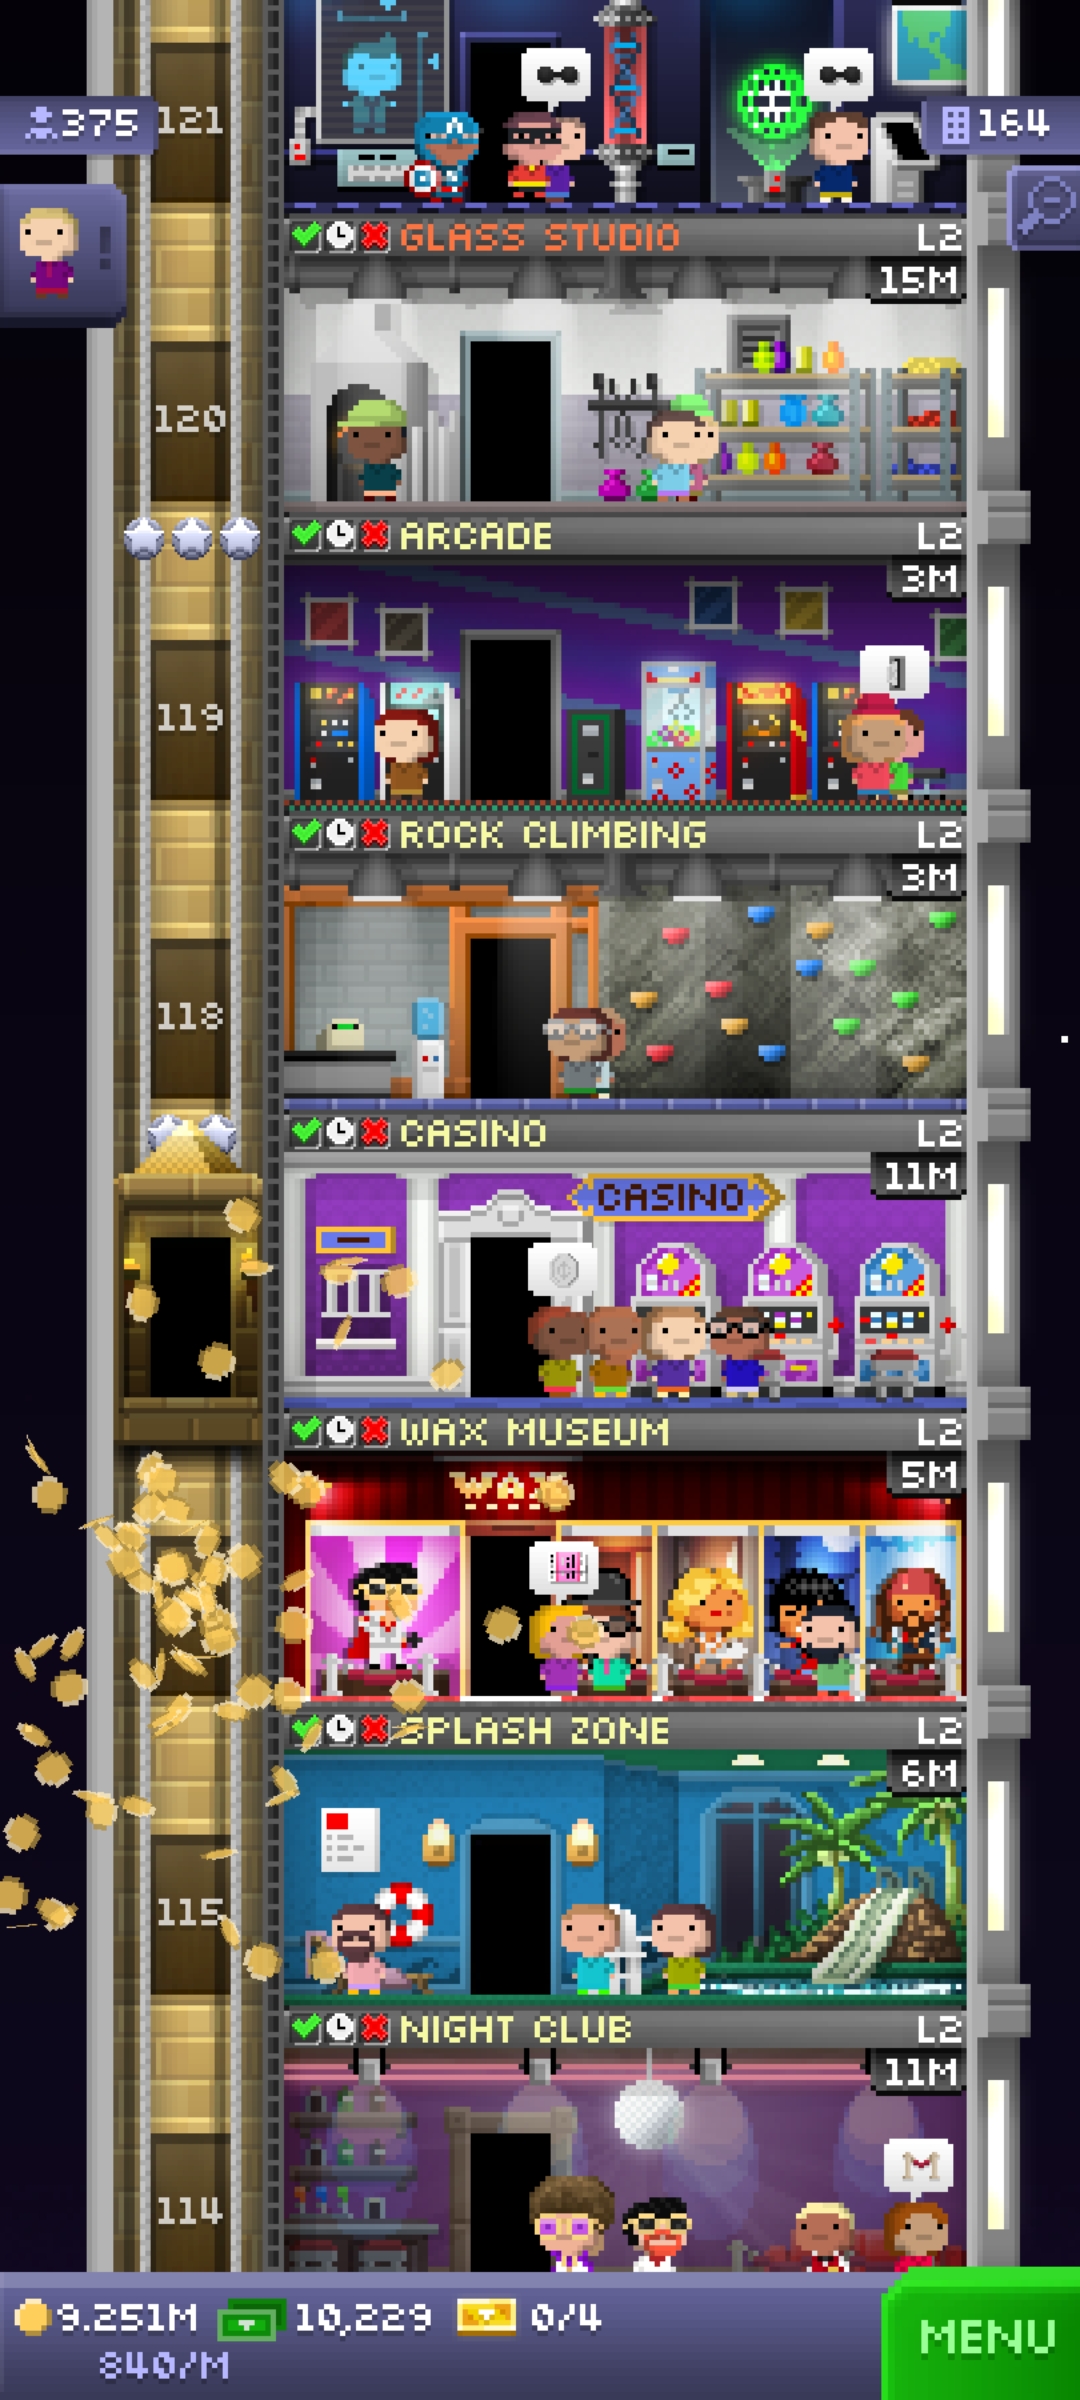 375
121
164
GLASS STUDIO L2
15M
120
ARCADE L2
3M
119
ROCK CLIMBING L2
3M
118
CASINO L2
11M
CASINO
WAX MUSEUM L2
5M
WAX
SPLASH ZONE L2
6M
115
NIGHT CLUB L2
11M
114
9.251M 10,229 0/4
840/M
MENU